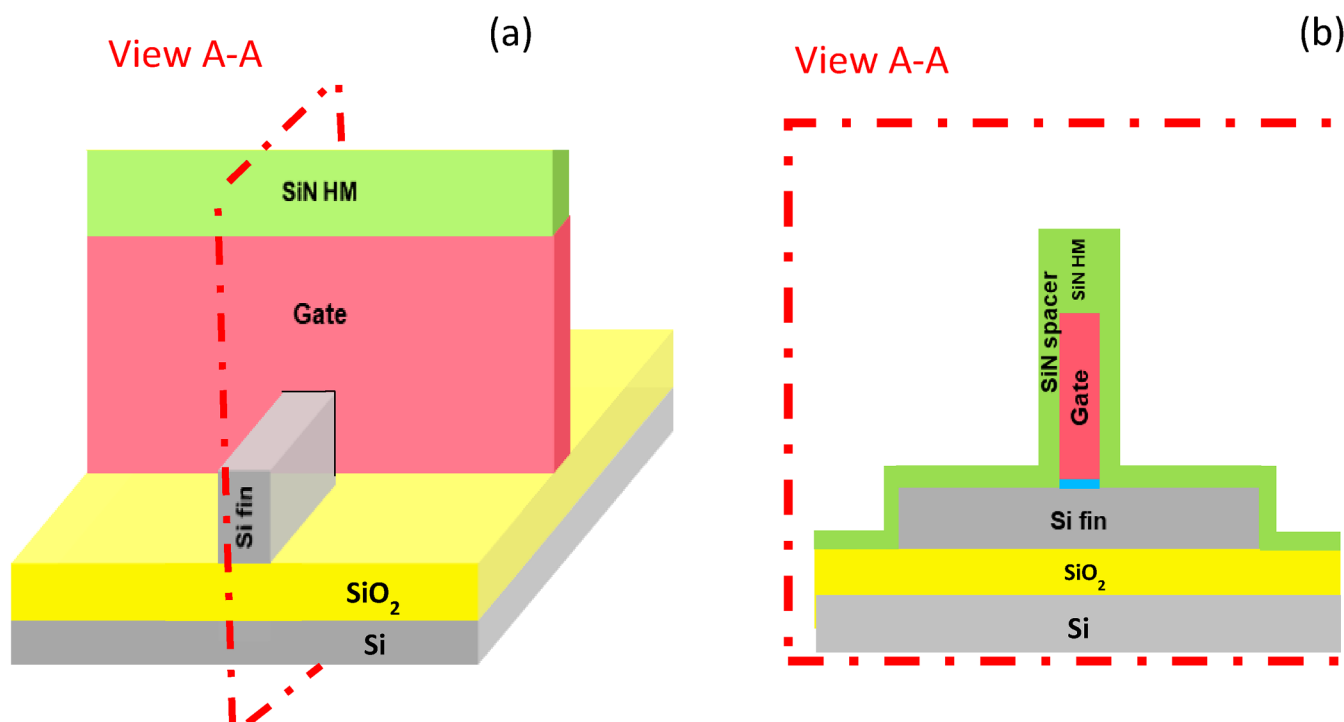 View A-A
(a)
SiN HM
Gate
Si fin
SiO₂
Si
View A-A
(b)
SiN spacer
SiN HM
Gate
Si fin
SiO₂
Si